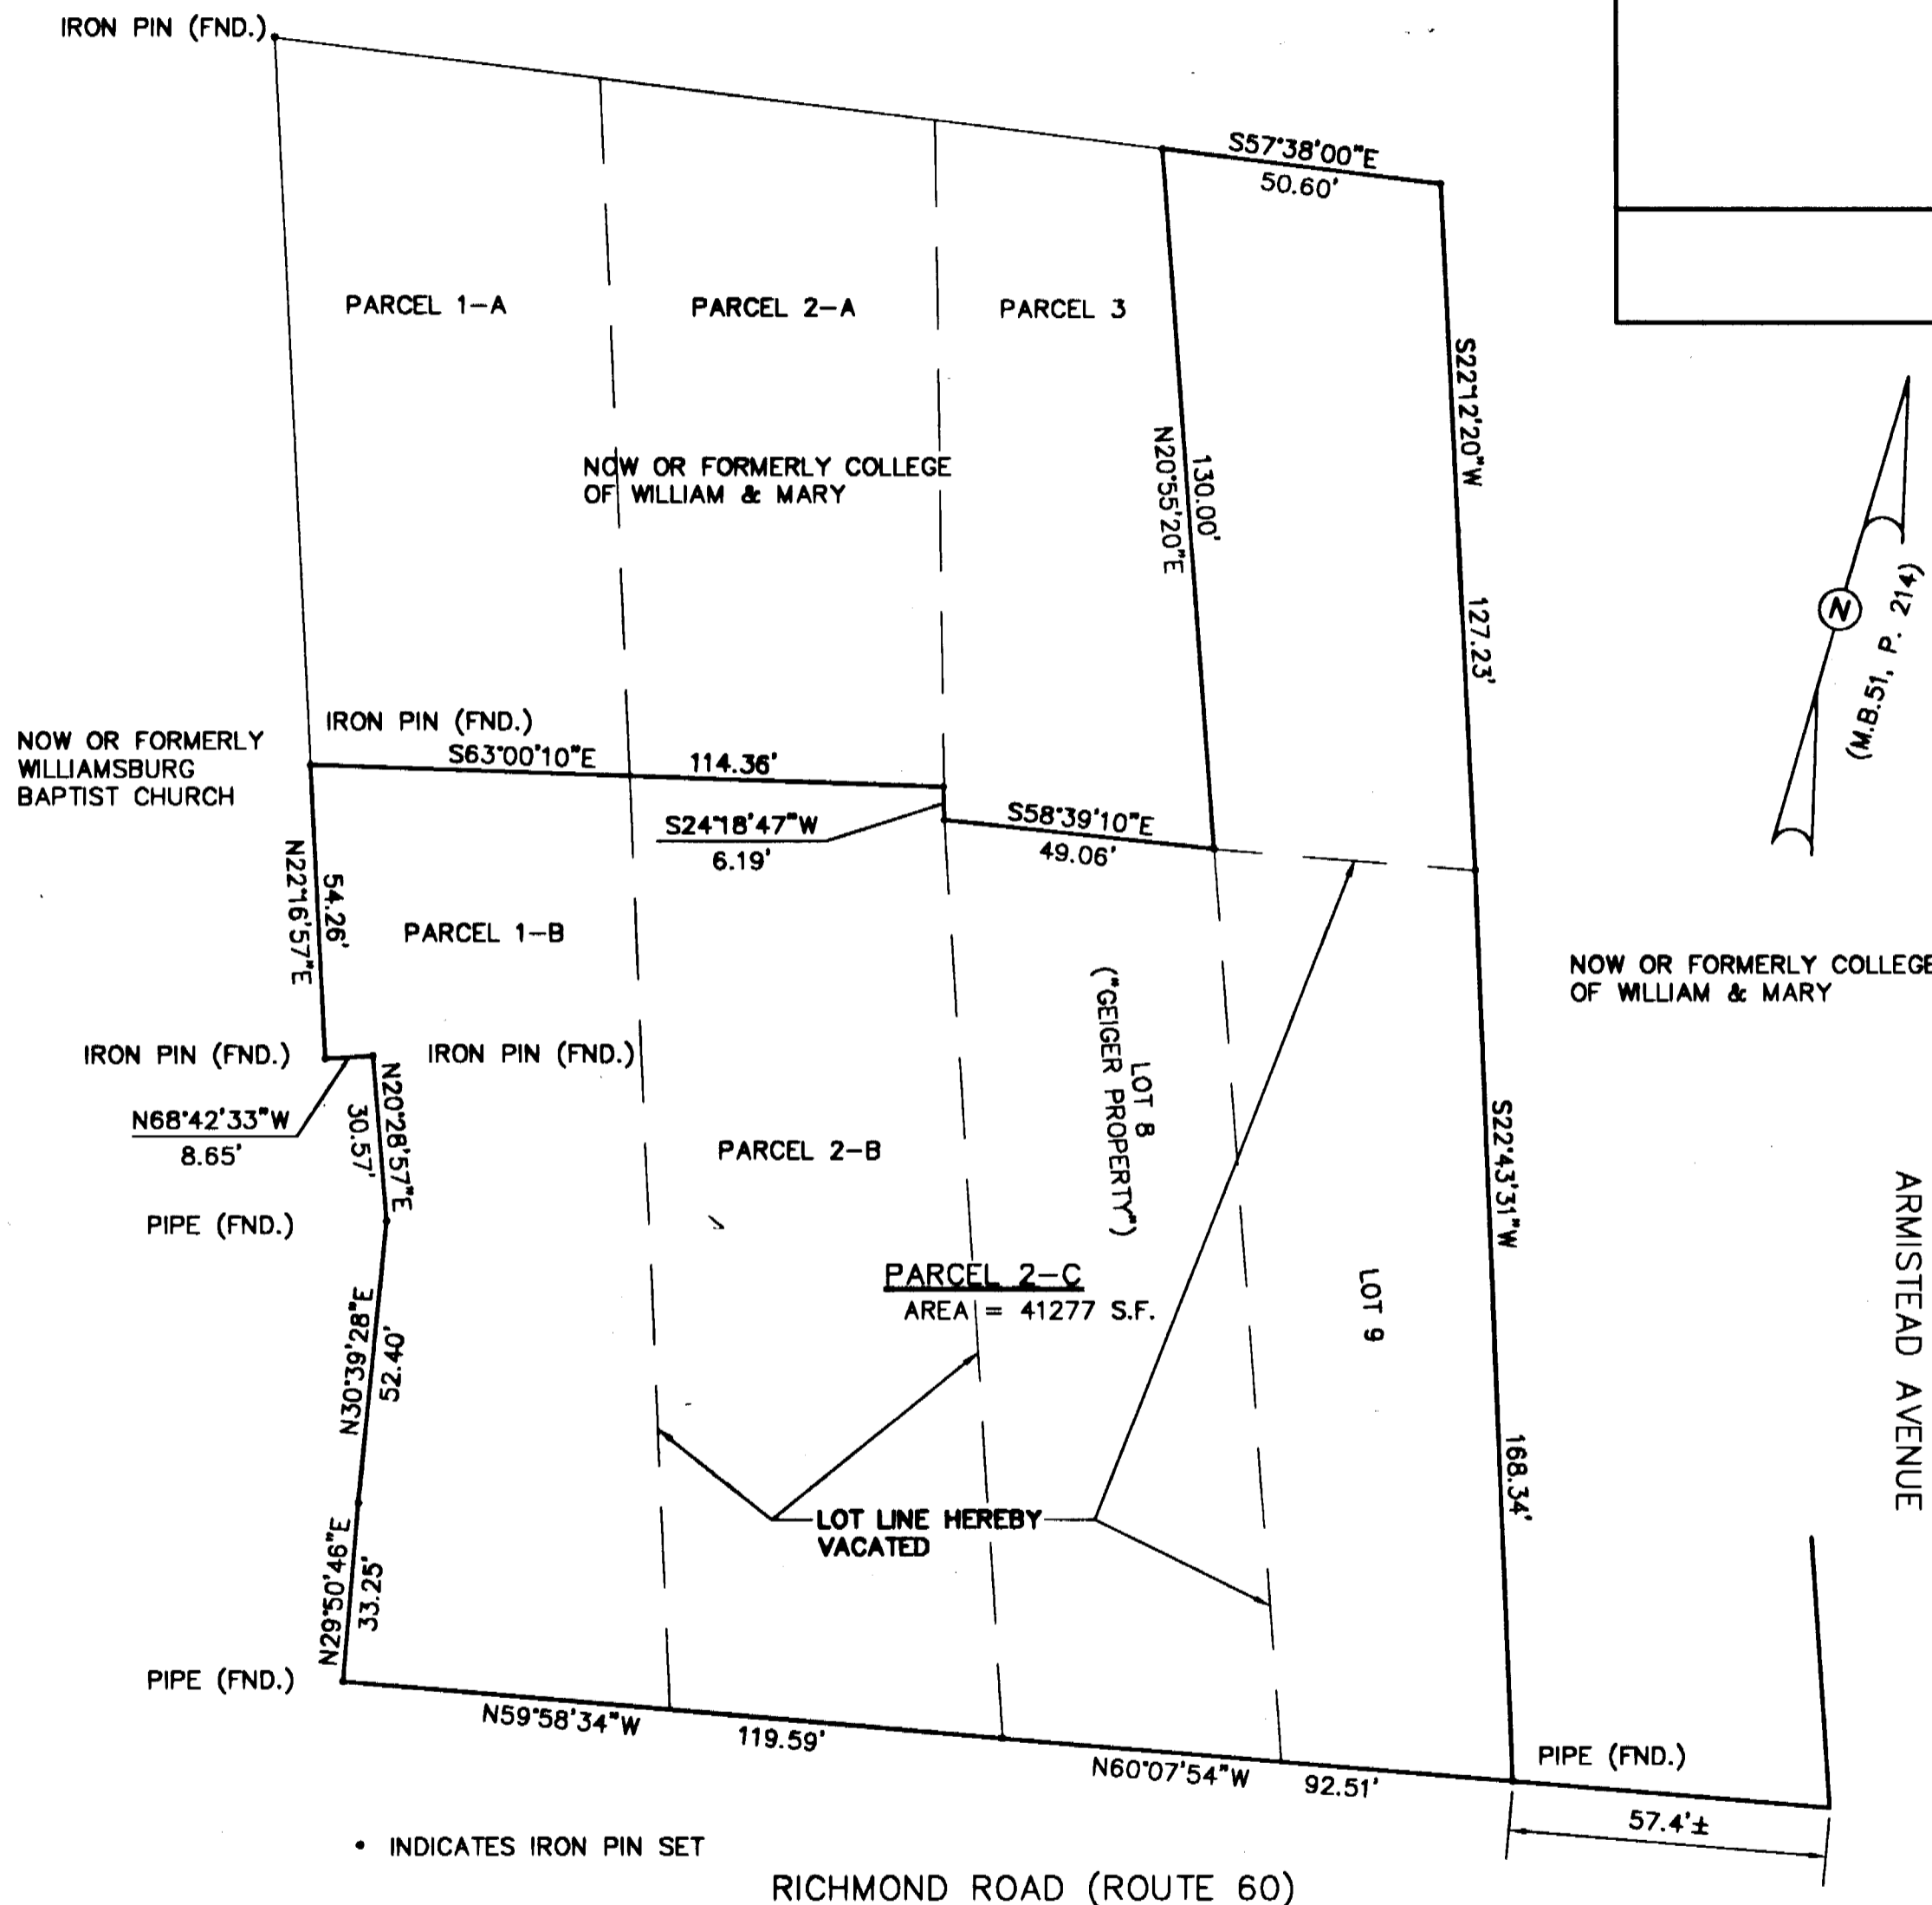 IRON PIN (FND.)
S57°38'00"E
50.60'
PARCEL 1-A
PARCEL 2-A
PARCEL 3
S22°12'20"W
127.23'
N20°55'20"E
130.00'
NOW OR FORMERLY COLLEGE
OF WILLIAM & MARY
N
(M.B.51, P. 214)
NOW OR FORMERLY
WILLIAMSBURG
BAPTIST CHURCH
IRON PIN (FND.)
S63°00'10"E
114.36'
S24°18'47"W
6.19'
S58°39'10"E
49.06'
N22°16'57"E
54.26'
PARCEL 1-B
NOW OR FORMERLY COLLEGE
OF WILLIAM & MARY
IRON PIN (FND.)
IRON PIN (FND.)
N68°42'33"W
8.65'
N20°28'57"E
30.57'
LOT 8
("GEIGER PROPERTY")
PARCEL 2-B
S22°43'31"W
168.34'
PIPE (FND.)
PARCEL 2-C
AREA = 41277 S.F.
LOT 9
ARMISTEAD AVENUE
N30°39'28"E
52.40'
LOT LINE HEREBY
VACATED
N29°50'46"E
33.25'
PIPE (FND.)
N59°58'34"W
119.59'
N60°07'54"W
92.51'
PIPE (FND.)
57.4'±
• INDICATES IRON PIN SET
RICHMOND ROAD (ROUTE 60)